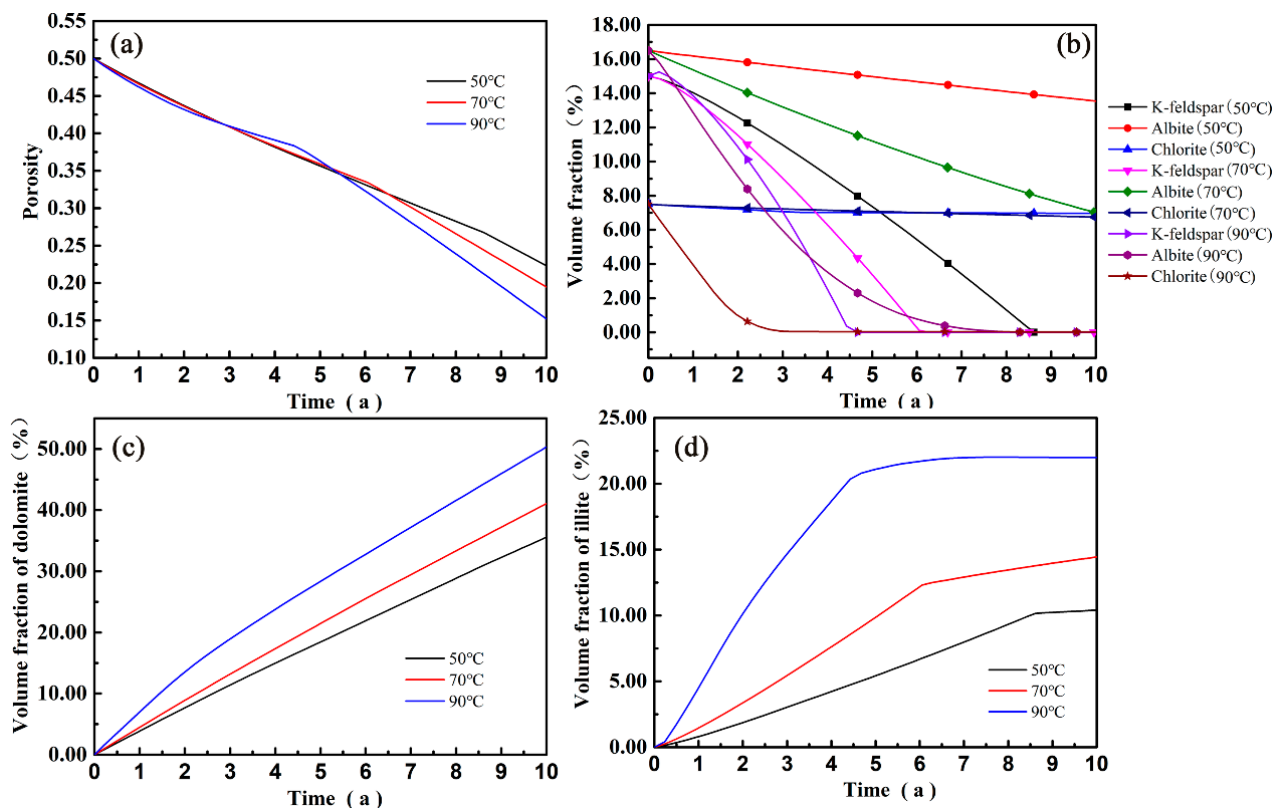 (a)
0.55
0.50
0.45
0.40
0.35
0.30
0.25
0.20
0.15
0.10
Porosity
50℃
70℃
90℃
0 1 2 3 4 5 6 7 8 9 10
Time ( a )
(b)
18.00
16.00
14.00
12.00
10.00
8.00
6.00
4.00
2.00
0.00
Volume fraction（%）
0 1 2 3 4 5 6 7 8 9 10
Time ( a )
K-feldspar (50℃)
Albite (50℃)
Chlorite (50℃)
K-feldspar (70℃)
Albite (70℃)
Chlorite (70℃)
K-feldspar (90℃)
Albite (90℃)
Chlorite (90℃)
(c)
50.00
40.00
30.00
20.00
10.00
0.00
Volume fraction of dolomite（%）
50℃
70℃
90℃
0 1 2 3 4 5 6 7 8 9 10
Time ( a )
(d)
25.00
20.00
15.00
10.00
5.00
0.00
Volume fraction of illite（%）
50℃
70℃
90℃
0 1 2 3 4 5 6 7 8 9 10
Time ( a )